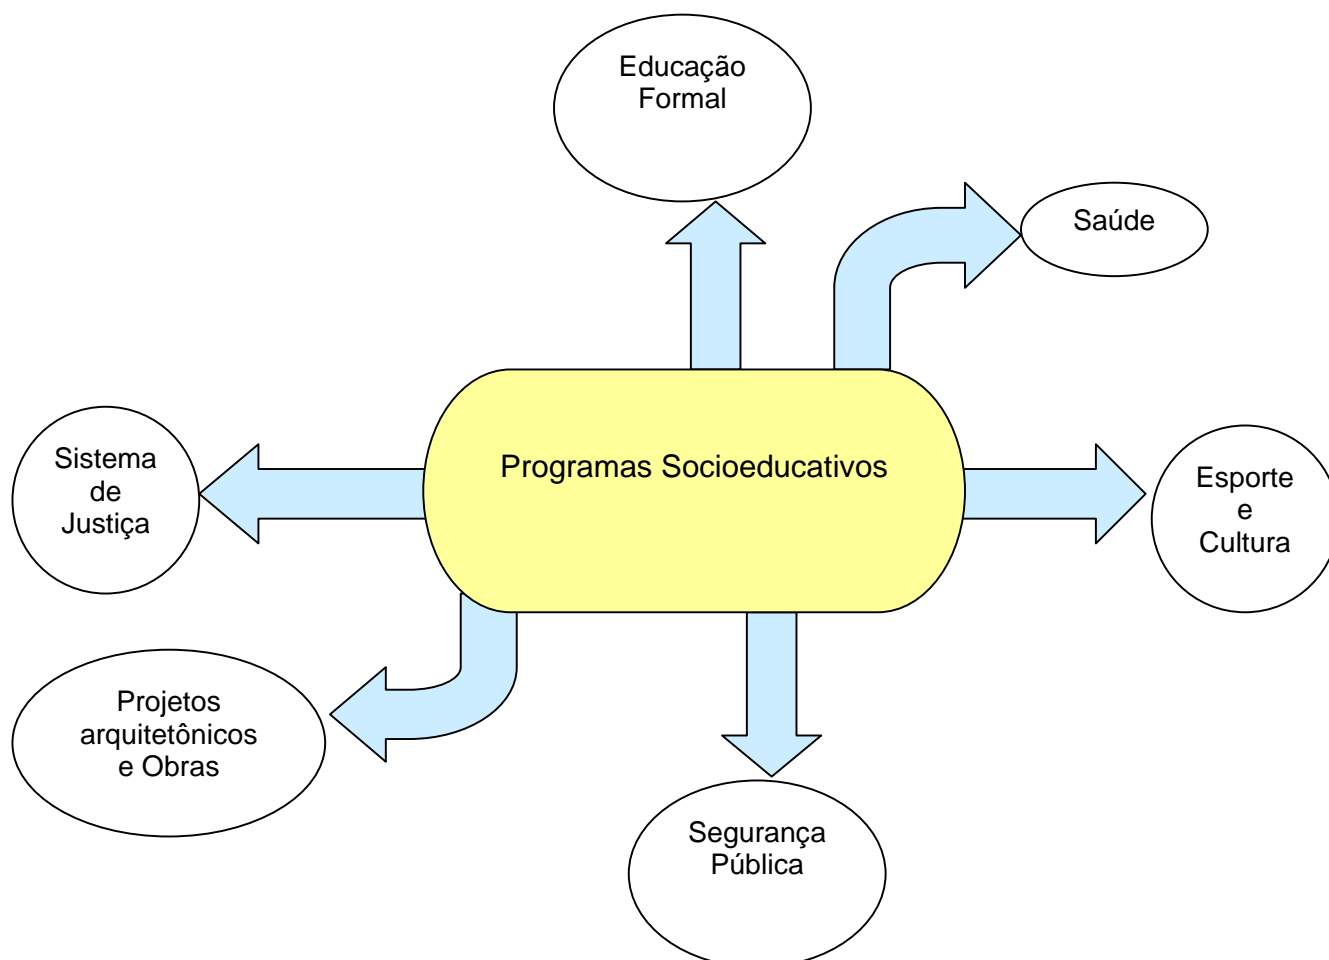 Educação
Formal
Saúde
Programas Socioeducativos
Sistema
de
Justiça
Esporte
e
Cultura
Projetos
arquitetônicos
e Obras
Segurança
Pública